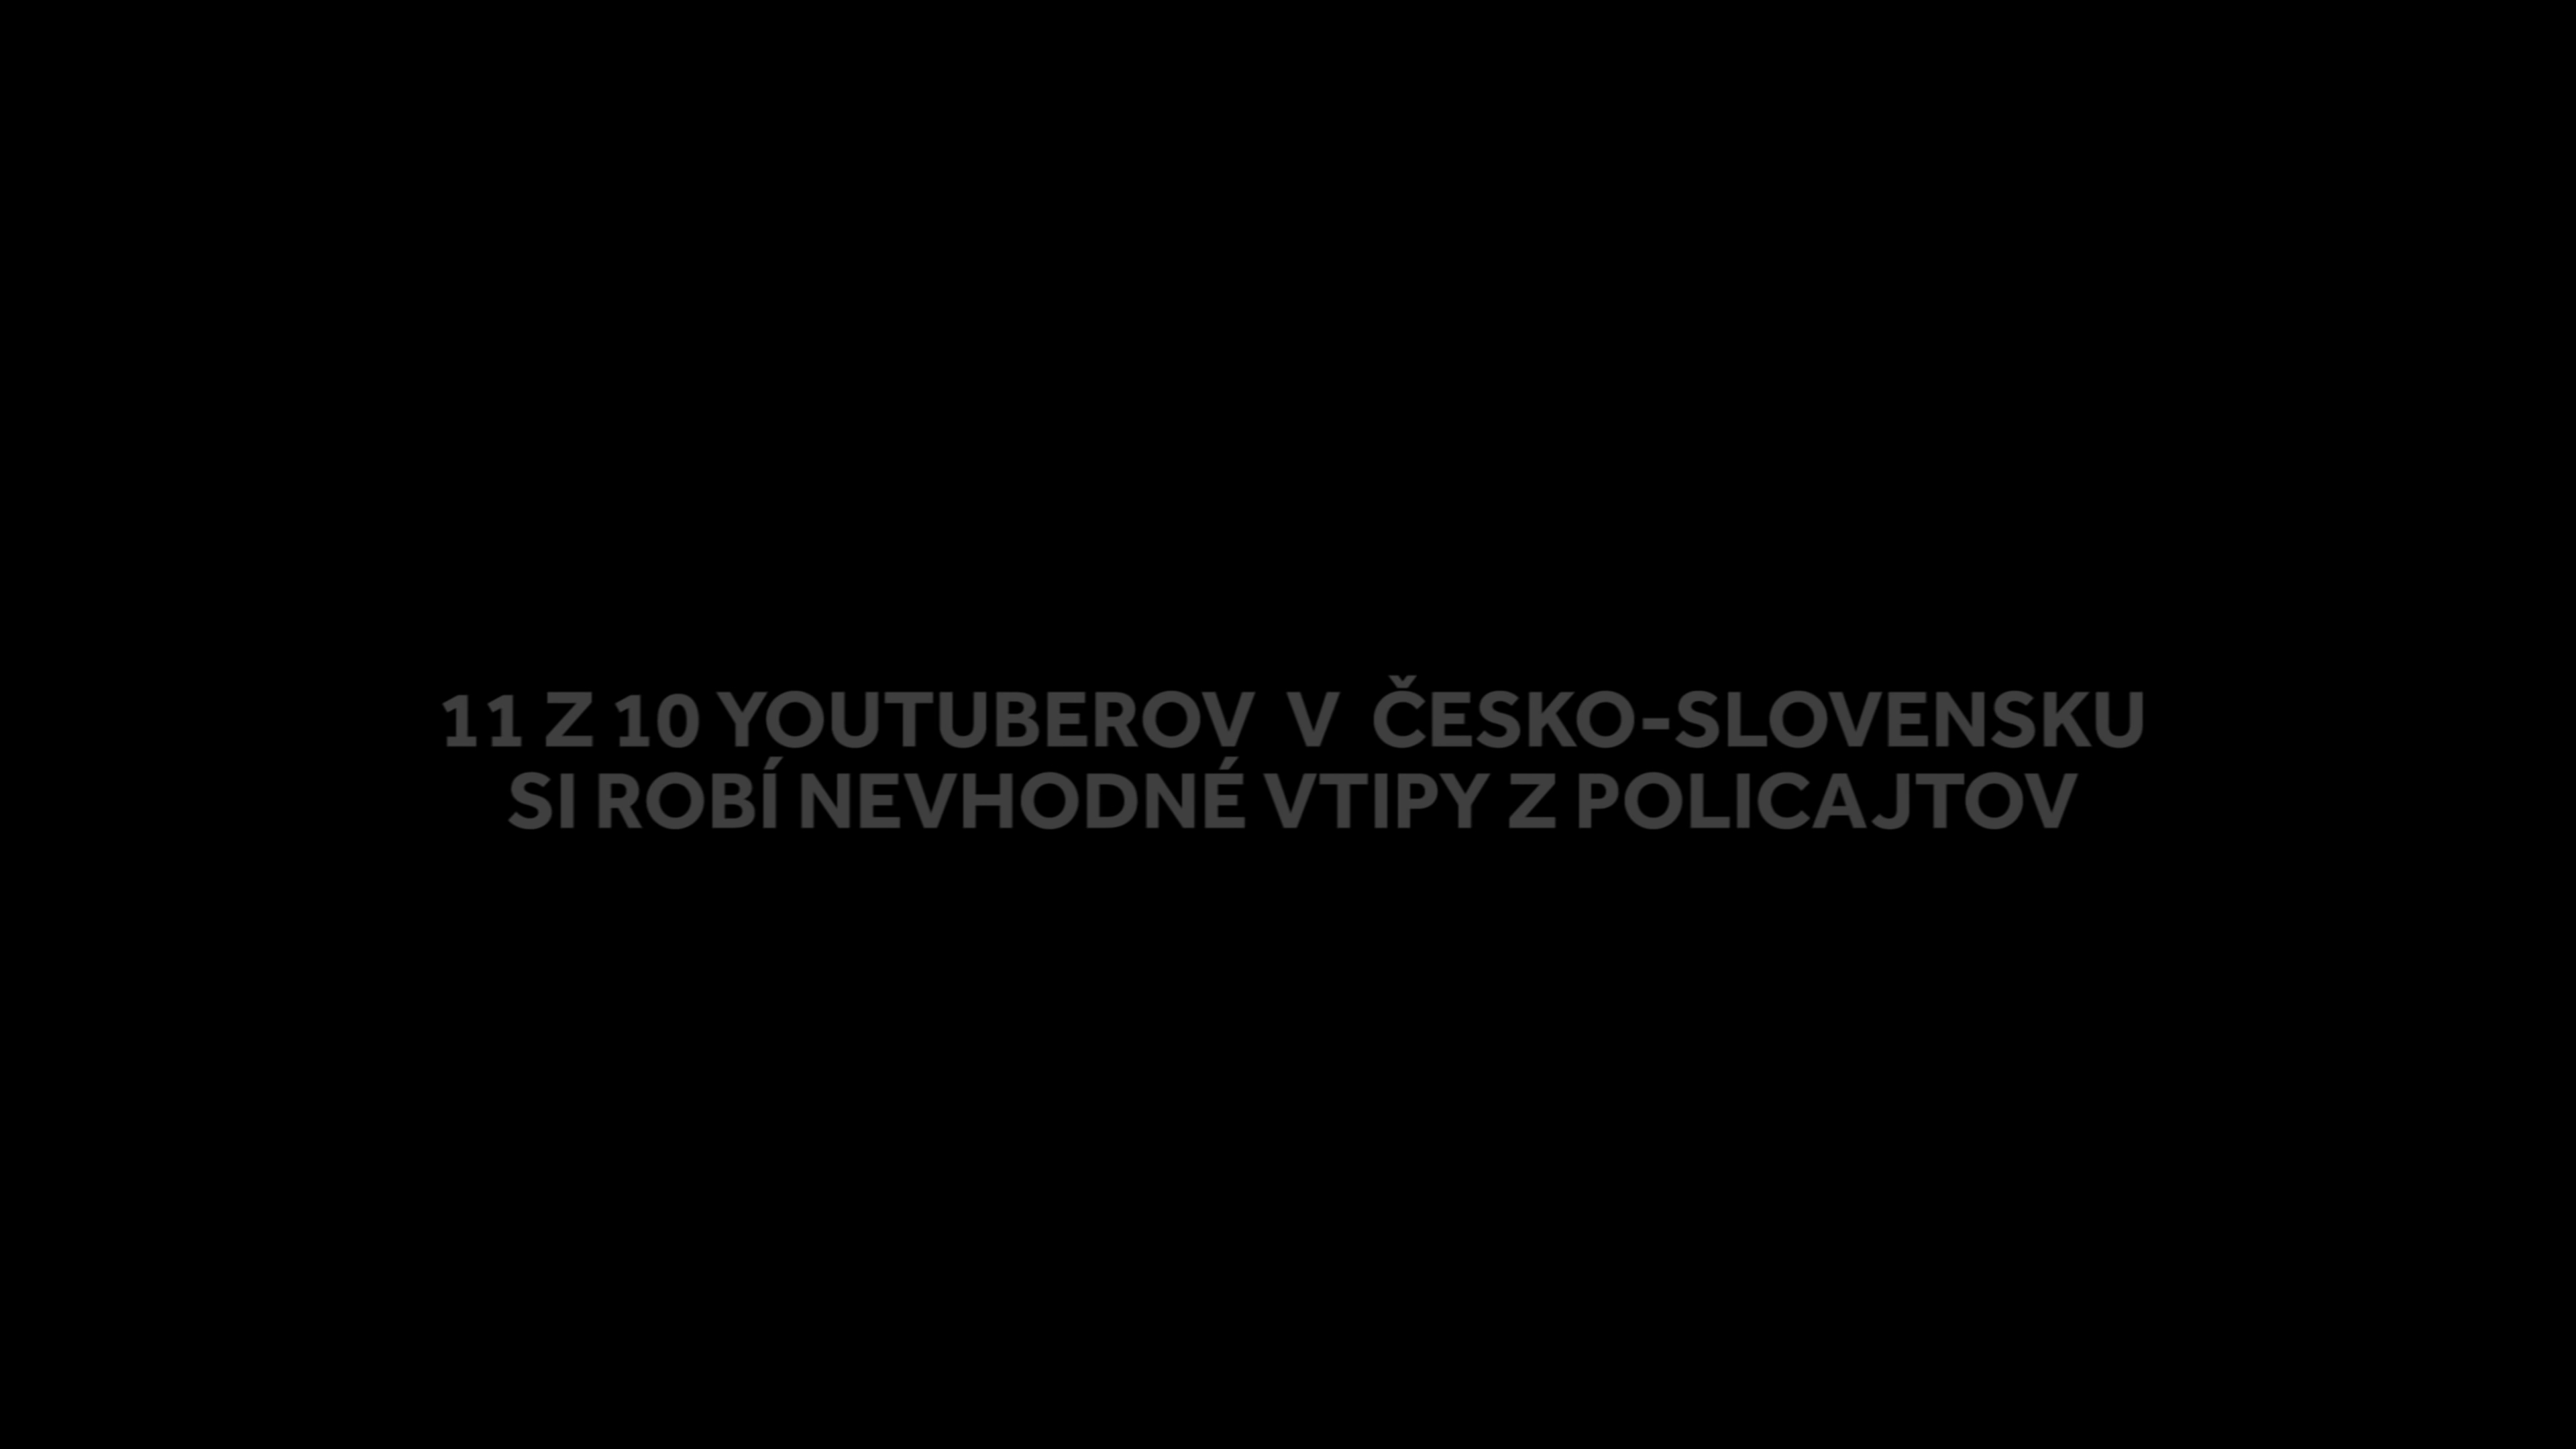 11 Z 10 YOUTUBEROV V ČESKO-SLOVENSKU
SI ROBÍ NEVHODNÉ VTIPY Z POLICAJTOV